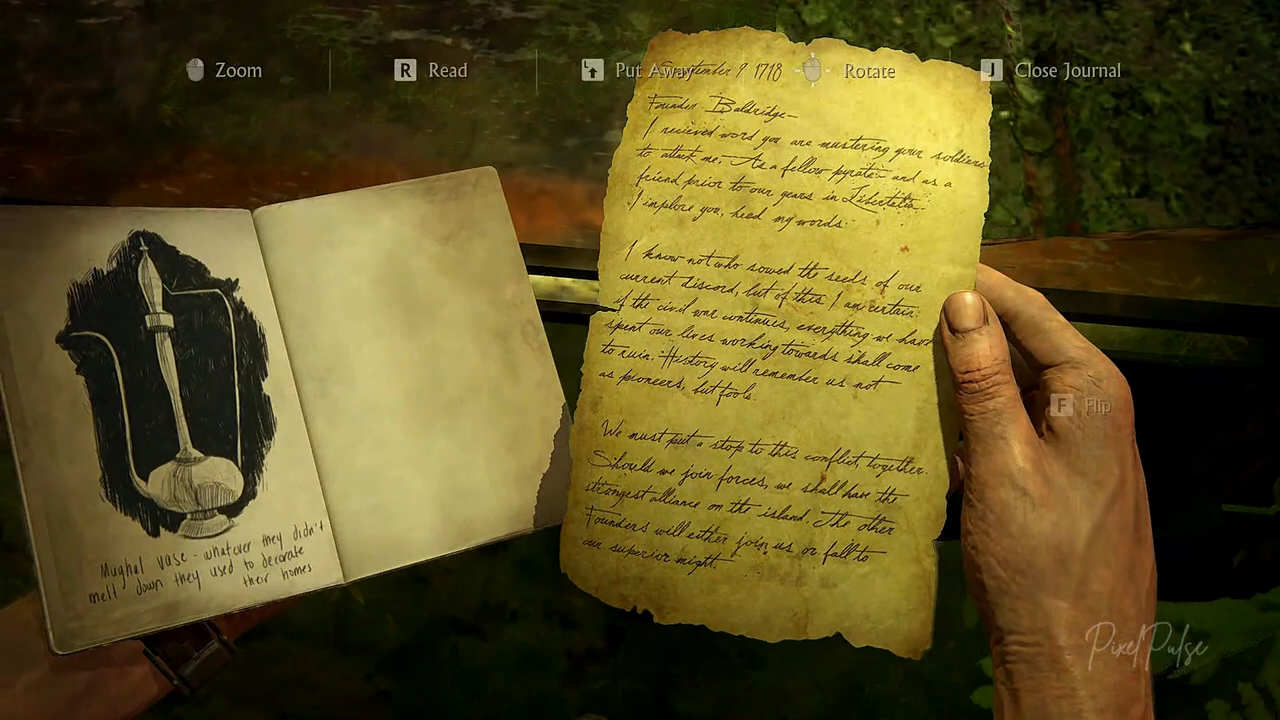 Zoom
R Read
Put Away
Rotate
J Close Journal
September 9 1718
Founder Baldridge—
I recieved word you are mustering your soldiers
to attack me. As a fellow pyrate— and as a
friend prior to our years in Libertalia—
I implore you, heed my words:
I know not who sowed the seeds of our
current discord, but of this I am certain:
if the civil war continues, everything we have
spent our lives working towards shall come
to ruin. History will remember us not
as pioneers, but fools.
We must put a stop to this conflict, together.
Should we join forces, we shall have the
strongest alliance on the island. The other
Founders will either join us or fall to
our superior might.
F Flip
Mughal vase - whatever they didn't
melt down they used to decorate
their homes
PixelPulse